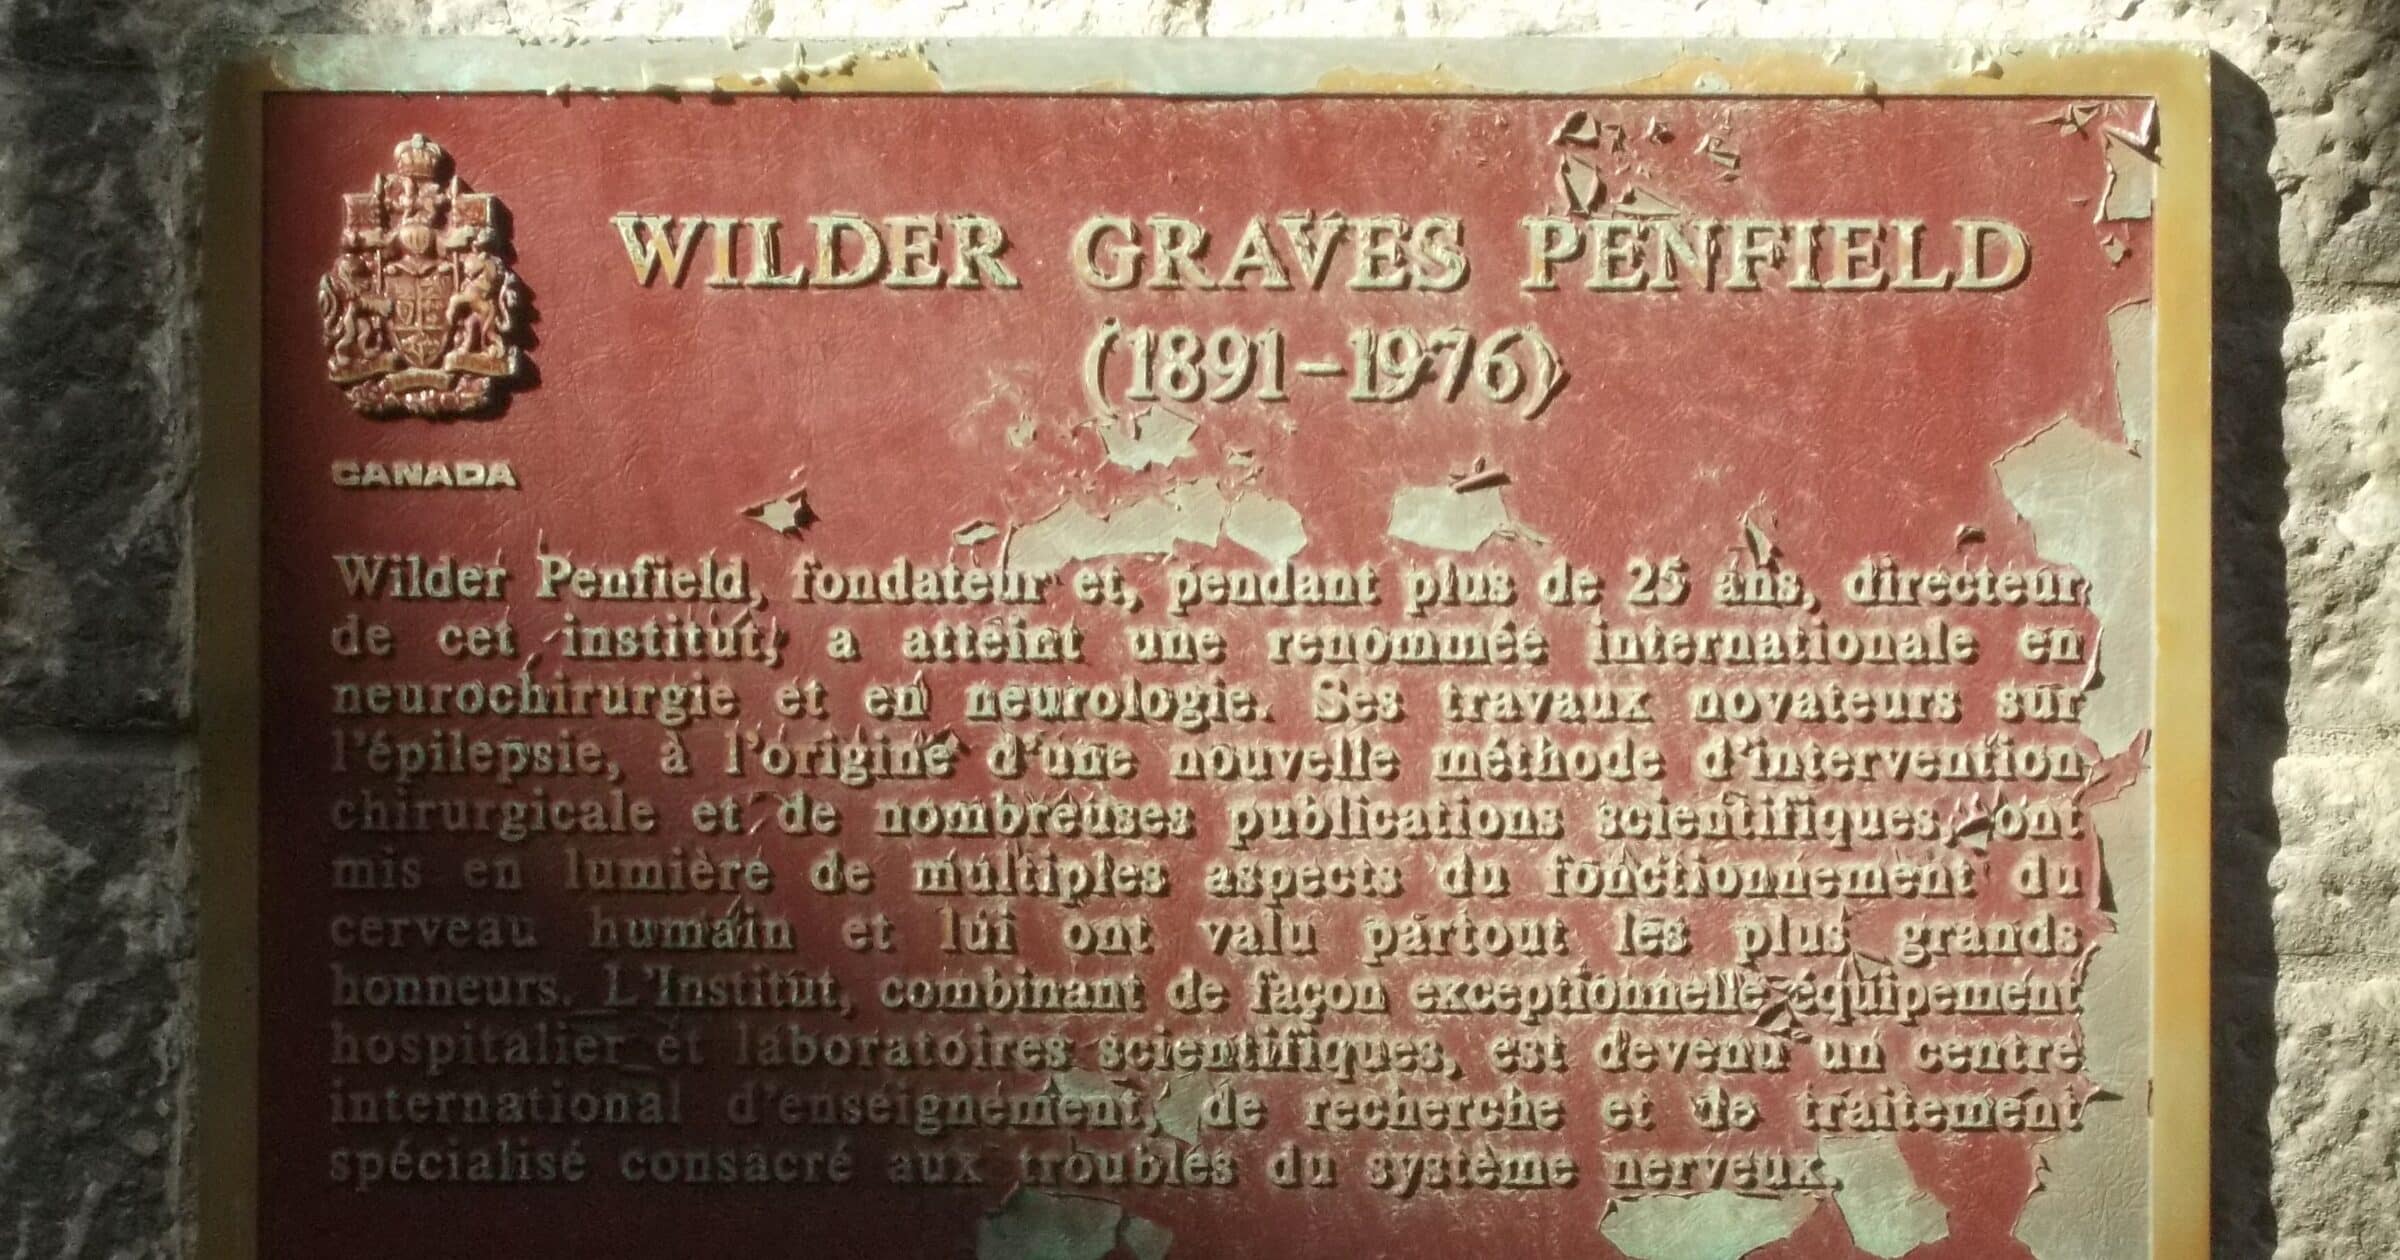 WILDER GRAVES PENFIELD
(1891-1976)
CANADA
Wilder Penfield, fondateur et, pendant plus de 25 ans, directeur
de cet institut, a atteint une renommée internationale en
neurochirurgie et en neurologie. Ses travaux novateurs sur
l'épilepsie, à l'origine d'une nouvelle méthode d'intervention
chirurgicale et de nombreuses publications scientifiques, ont
mis en lumière de multiples aspects du fonctionnement du
cerveau humain et lui ont valu partout les plus grands
honneurs. L'Institut, combinant de façon exceptionnelle équipement
hospitalier et laboratoires scientifiques, est devenu un centre
international d'enseignement, de recherche et de traitement
spécialisé consacré aux troubles du système nerveux.